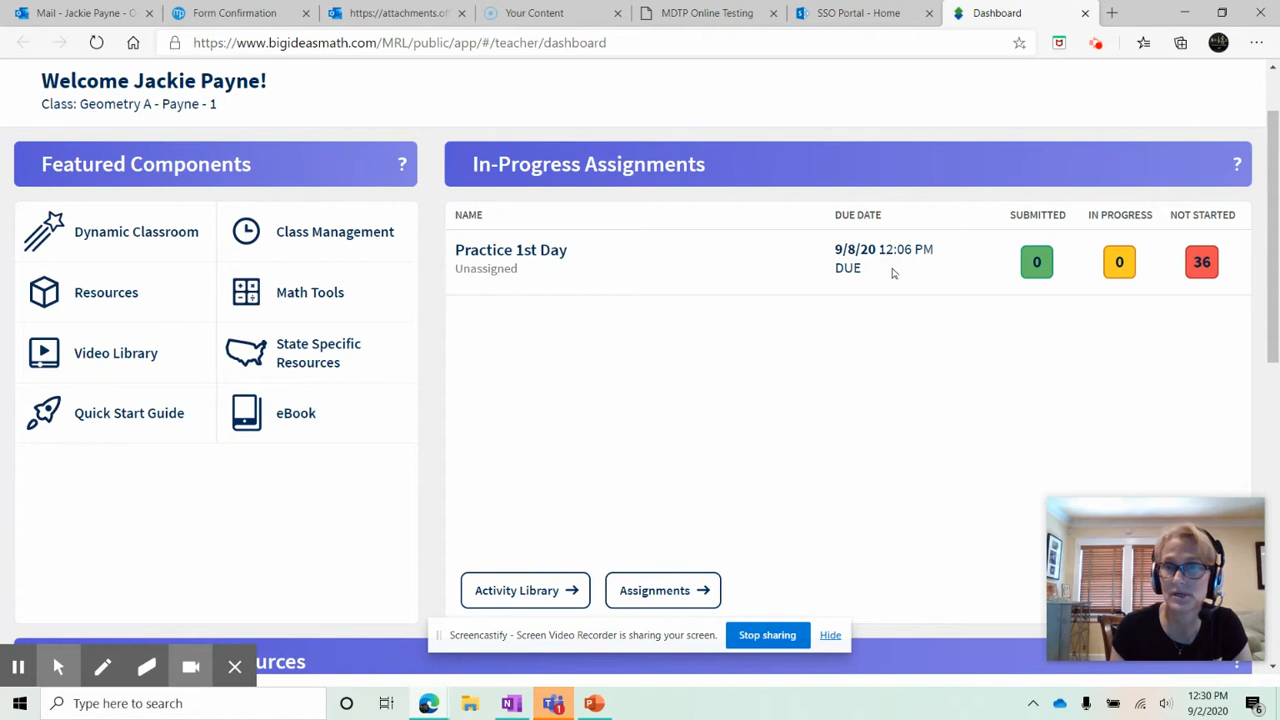 Mail - Jackie Payne - O
Form Confirmation
https://attachments.off
Your Content
MDTP Online Testing
SSO Portal - Home
Dashboard
https://www.bigideasmath.com/MRL/public/app/#/teacher/dashboard
Welcome Jackie Payne!
Class: Geometry A - Payne - 1
Featured Components ?
In-Progress Assignments ?
Dynamic Classroom
Class Management
Resources
Math Tools
Video Library
State Specific
Resources
Quick Start Guide
eBook
NAME DUE DATE SUBMITTED IN PROGRESS NOT STARTED
Practice 1st Day 9/8/20 12:06 PM 0 0 36
Unassigned DUE
Activity Library →
Assignments →
Screencastify - Screen Video Recorder is sharing your screen. Stop sharing Hide
urces
Type here to search
12:30 PM
9/2/2020
6